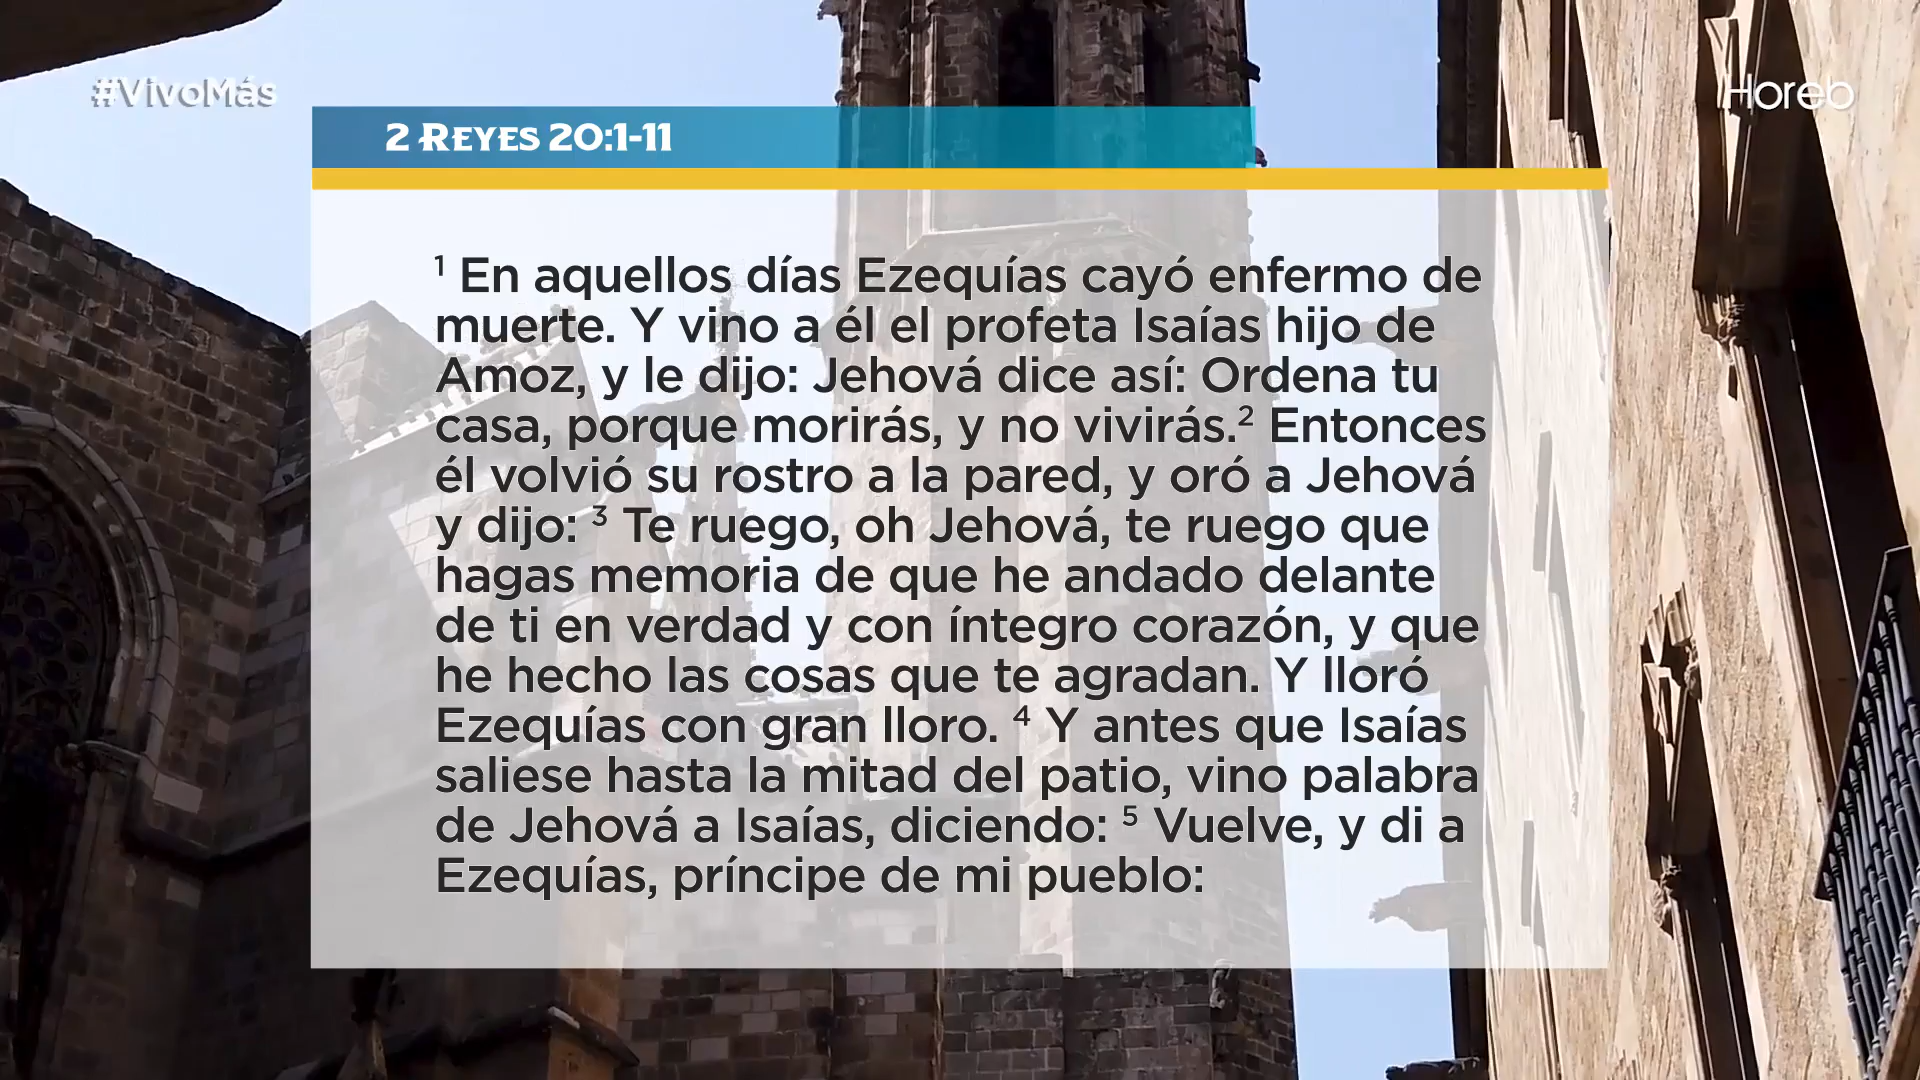 #VivoMás
Horeb
2 Reyes 20:1-11
¹ En aquellos días Ezequías cayó enfermo de
muerte. Y vino a él el profeta Isaías hijo de
Amoz, y le dijo: Jehová dice así: Ordena tu
casa, porque morirás, y no vivirás.² Entonces
él volvió su rostro a la pared, y oró a Jehová
y dijo: ³ Te ruego, oh Jehová, te ruego que
hagas memoria de que he andado delante
de ti en verdad y con íntegro corazón, y que
he hecho las cosas que te agradan. Y lloró
Ezequías con gran lloro. ⁴ Y antes que Isaías
saliese hasta la mitad del patio, vino palabra
de Jehová a Isaías, diciendo: ⁵ Vuelve, y di a
Ezequías, príncipe de mi pueblo: